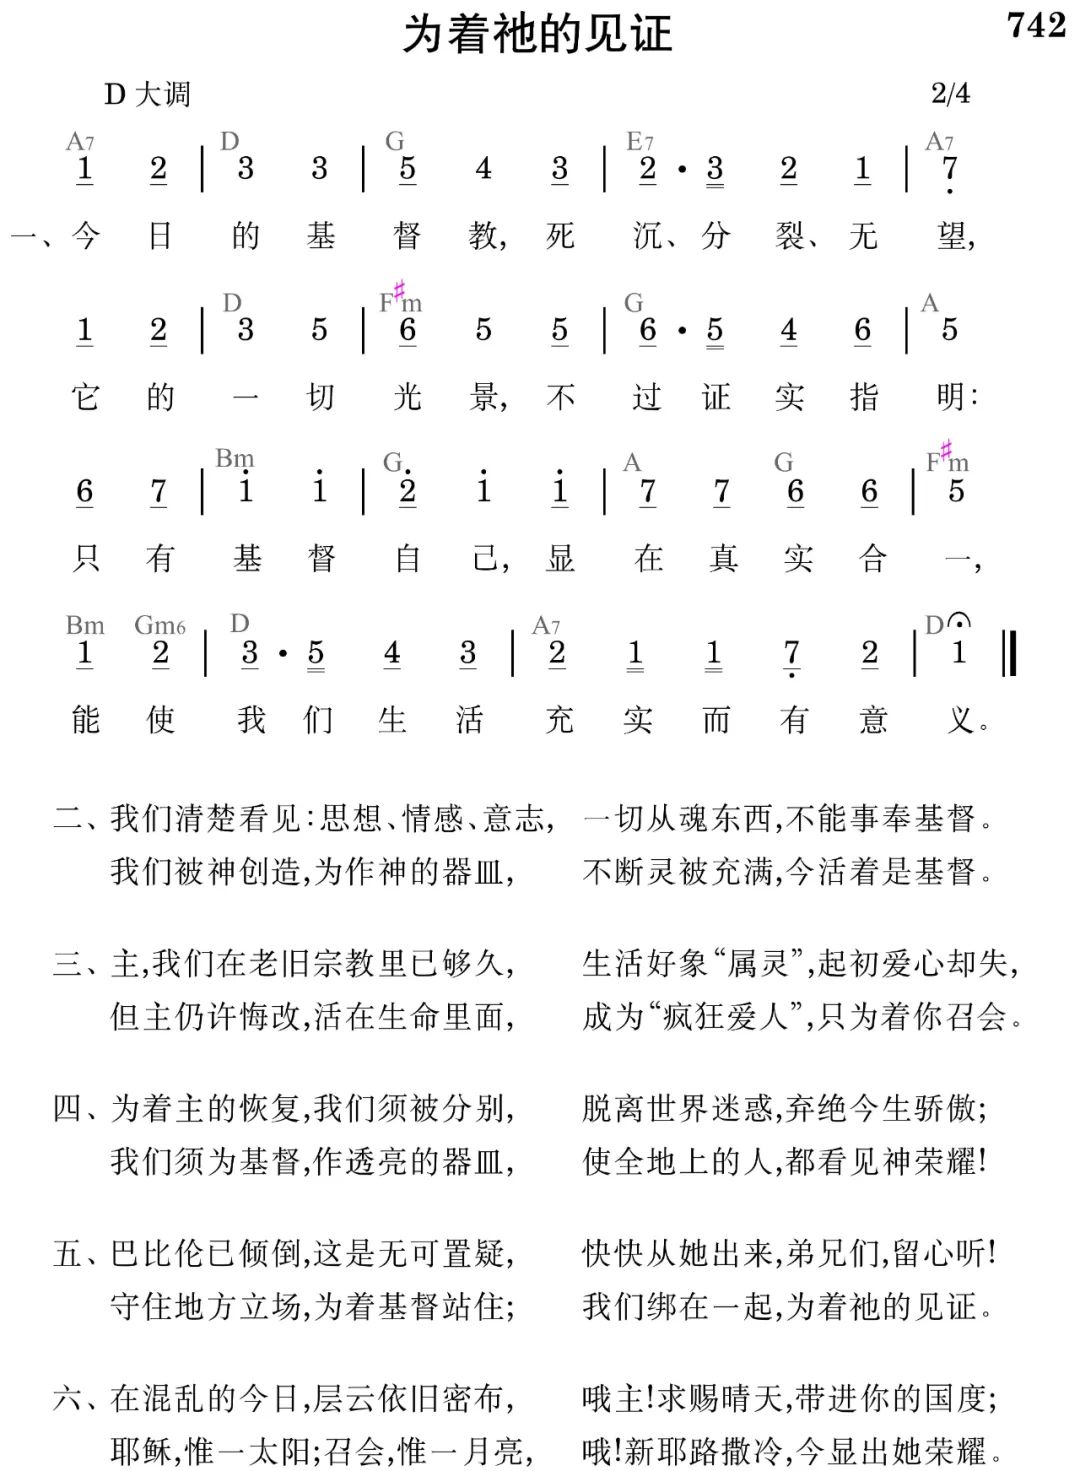 为着祂的见证 742
D 大调 2/4
A7 D G E7 A7
1 2 | 3 3 | 5 4 3 | 2 · 3 2 1 | 7
一、今日的基督教,死沉、分裂、无望,
D F♯m G A
1 2 | 3 5 | 6 5 5 | 6 · 5 4 6 | 5
它的一切光景,不过证实指明:
Bm G A G F♯m
6 7 | 1 1 | 2 1 1 | 7 7 6 6 | 5
只有基督自己,显在真实合一,
Bm Gm6 D A7 D
1 2 | 3 · 5 4 3 | 2 1 1 7 2 | 1
能使我们生活充实而有意义。
二、我们清楚看见:思想、情感、意志, 一切从魂东西,不能事奉基督。
我们被神创造,为作神的器皿, 不断灵被充满,今活着是基督。
三、主,我们在老旧宗教里已够久, 生活好象“属灵”,起初爱心却失,
但主仍许悔改,活在生命里面, 成为“疯狂爱人”,只为着你召会。
四、为着主的恢复,我们须被分别, 脱离世界迷惑,弃绝今生骄傲;
我们须为基督,作透亮的器皿, 使全地上的人,都看见神荣耀!
五、巴比伦已倾倒,这是无可置疑, 快快从她出来,弟兄们,留心听!
守住地方立场,为着基督站住; 我们绑在一起,为着祂的见证。
六、在混乱的今日,层云依旧密布, 哦主!求赐晴天,带进你的国度;
耶稣,惟一太阳;召会,惟一月亮, 哦!新耶路撒冷,今显出她荣耀。